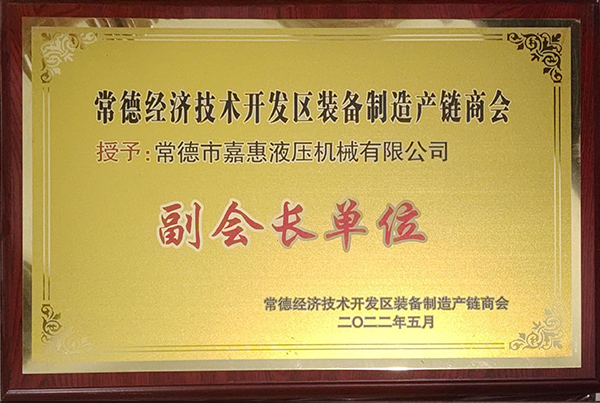 常德经济技术开发区装备制造产链商会
授予:常德市嘉惠液压机械有限公司
副会长单位
常德经济技术开发区装备制造产链商会
二〇二二年五月